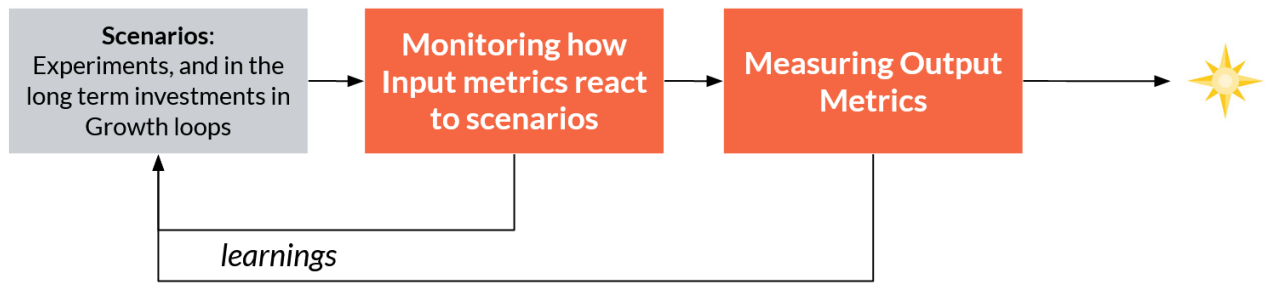 Scenarios:
Experiments, and in the
long term investments in
Growth loops
Monitoring how
Input metrics react
to scenarios
Measuring Output
Metrics
learnings